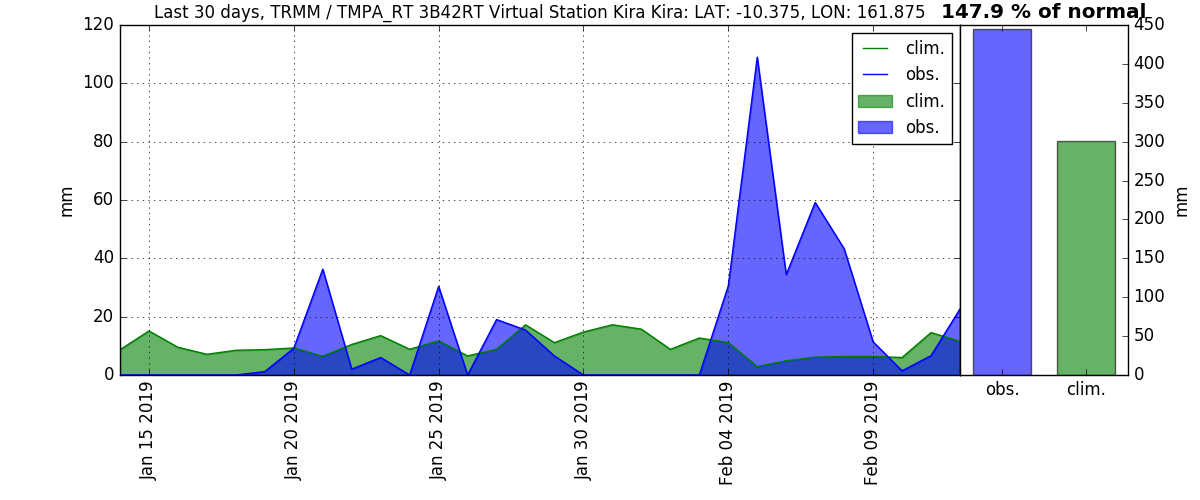 Last 30 days, TRMM / TMPA_RT 3B42RT Virtual Station Kira Kira: LAT: -10.375, LON: 161.875
147.9 % of normal
120
100
80
60
40
20
0
mm
clim.
obs.
clim.
obs.
Jan 15 2019
Jan 20 2019
Jan 25 2019
Jan 30 2019
Feb 04 2019
Feb 09 2019
450
400
350
300
250
200
150
100
50
0
mm
obs.
clim.